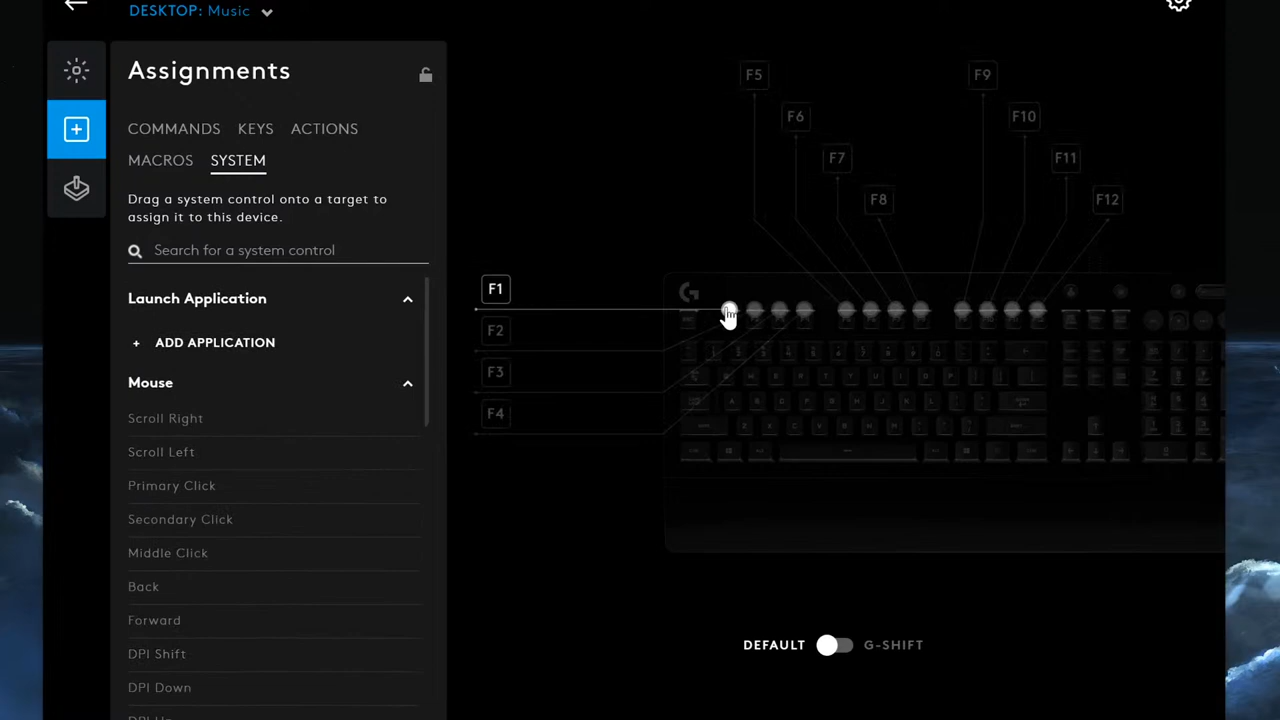 DESKTOP: Music
Assignments
COMMANDS KEYS ACTIONS
MACROS SYSTEM
Drag a system control onto a target to
assign it to this device.
Search for a system control
Launch Application
+ ADD APPLICATION
Mouse
Scroll Right
Scroll Left
Primary Click
Secondary Click
Middle Click
Back
Forward
DPI Shift
DPI Down
F1
F2
F3
F4
F5
F6
F7
F8
F9
F10
F11
F12
DEFAULT G-SHIFT